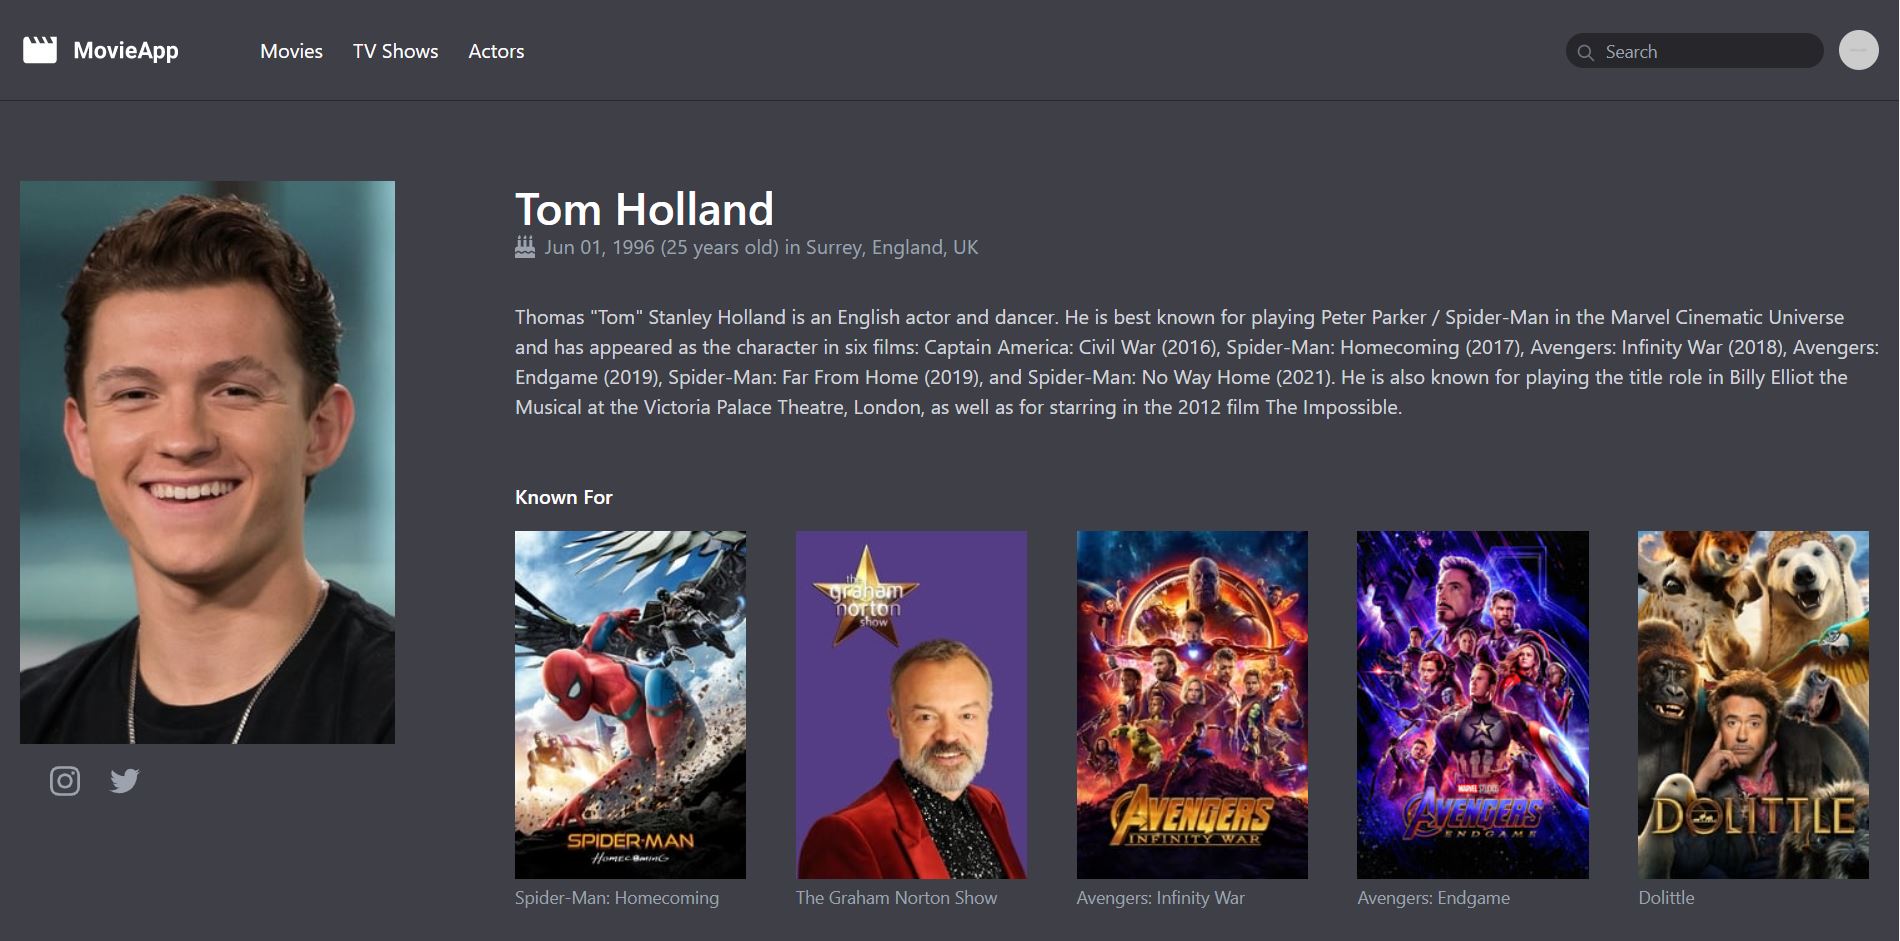 MovieApp
Movies
TV Shows
Actors
Search
Tom Holland
Jun 01, 1996 (25 years old) in Surrey, England, UK
Thomas "Tom" Stanley Holland is an English actor and dancer. He is best known for playing Peter Parker / Spider-Man in the Marvel Cinematic Universe
and has appeared as the character in six films: Captain America: Civil War (2016), Spider-Man: Homecoming (2017), Avengers: Infinity War (2018), Avengers:
Endgame (2019), Spider-Man: Far From Home (2019), and Spider-Man: No Way Home (2021). He is also known for playing the title role in Billy Elliot the
Musical at the Victoria Palace Theatre, London, as well as for starring in the 2012 film The Impossible.
Known For
SPIDER-MAN
HOMECOMING
the
graham
norton
show
AVENGERS
INFINITY WAR
MARVEL STUDIOS
AVENGERS
ENDGAME
DOLITTLE
Spider-Man: Homecoming
The Graham Norton Show
Avengers: Infinity War
Avengers: Endgame
Dolittle